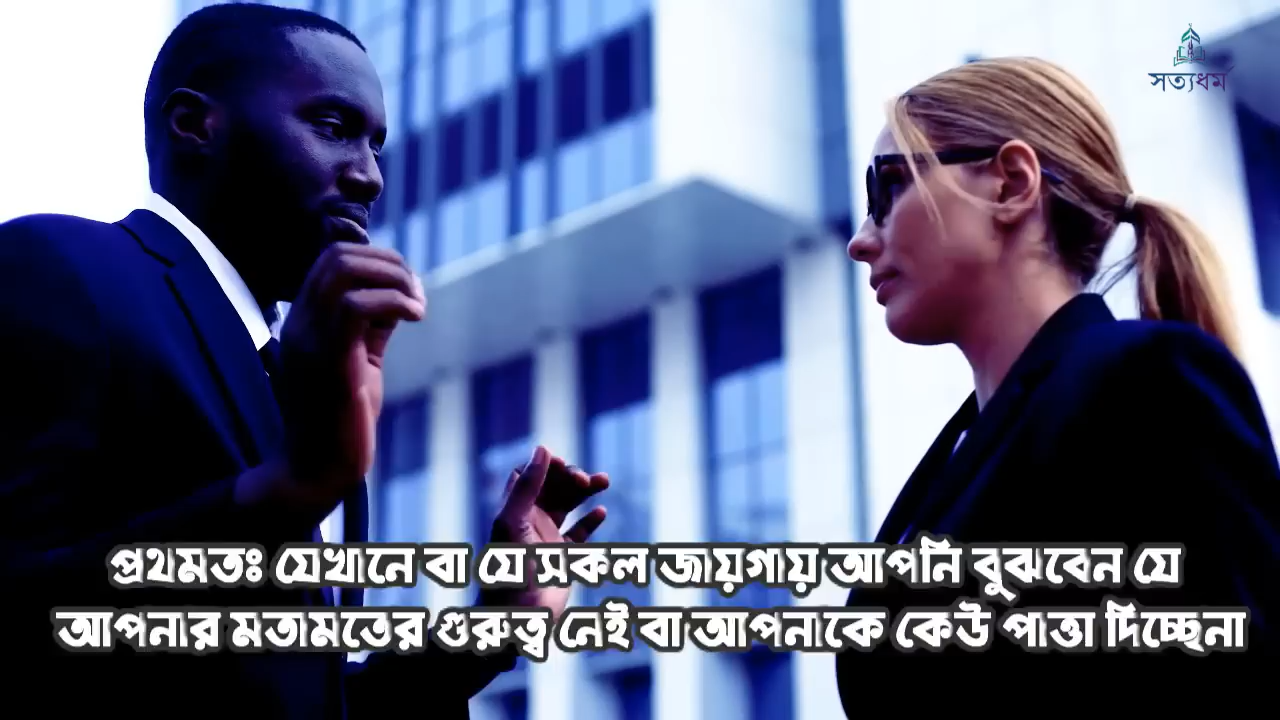 সত্যধর্ম
প্রথমতঃ যেখানে বা যে সকল জায়গায় আপনি বুঝবেন যে
আপনার মতামতের গুরুত্ব নেই বা আপনাকে কেউ পাত্তা দিচ্ছেনা